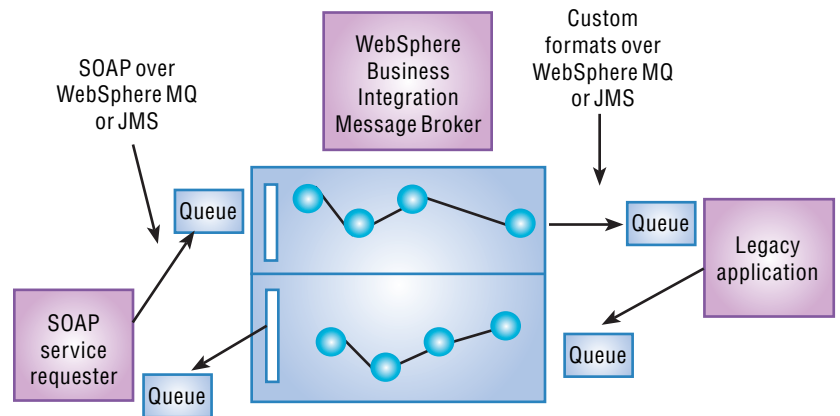 SOAP over
WebSphere MQ
or JMS
WebSphere
Business
Integration
Message Broker
Custom
formats over
WebSphere MQ
or JMS
Queue
Queue
Legacy
application
SOAP
service
requester
Queue
Queue